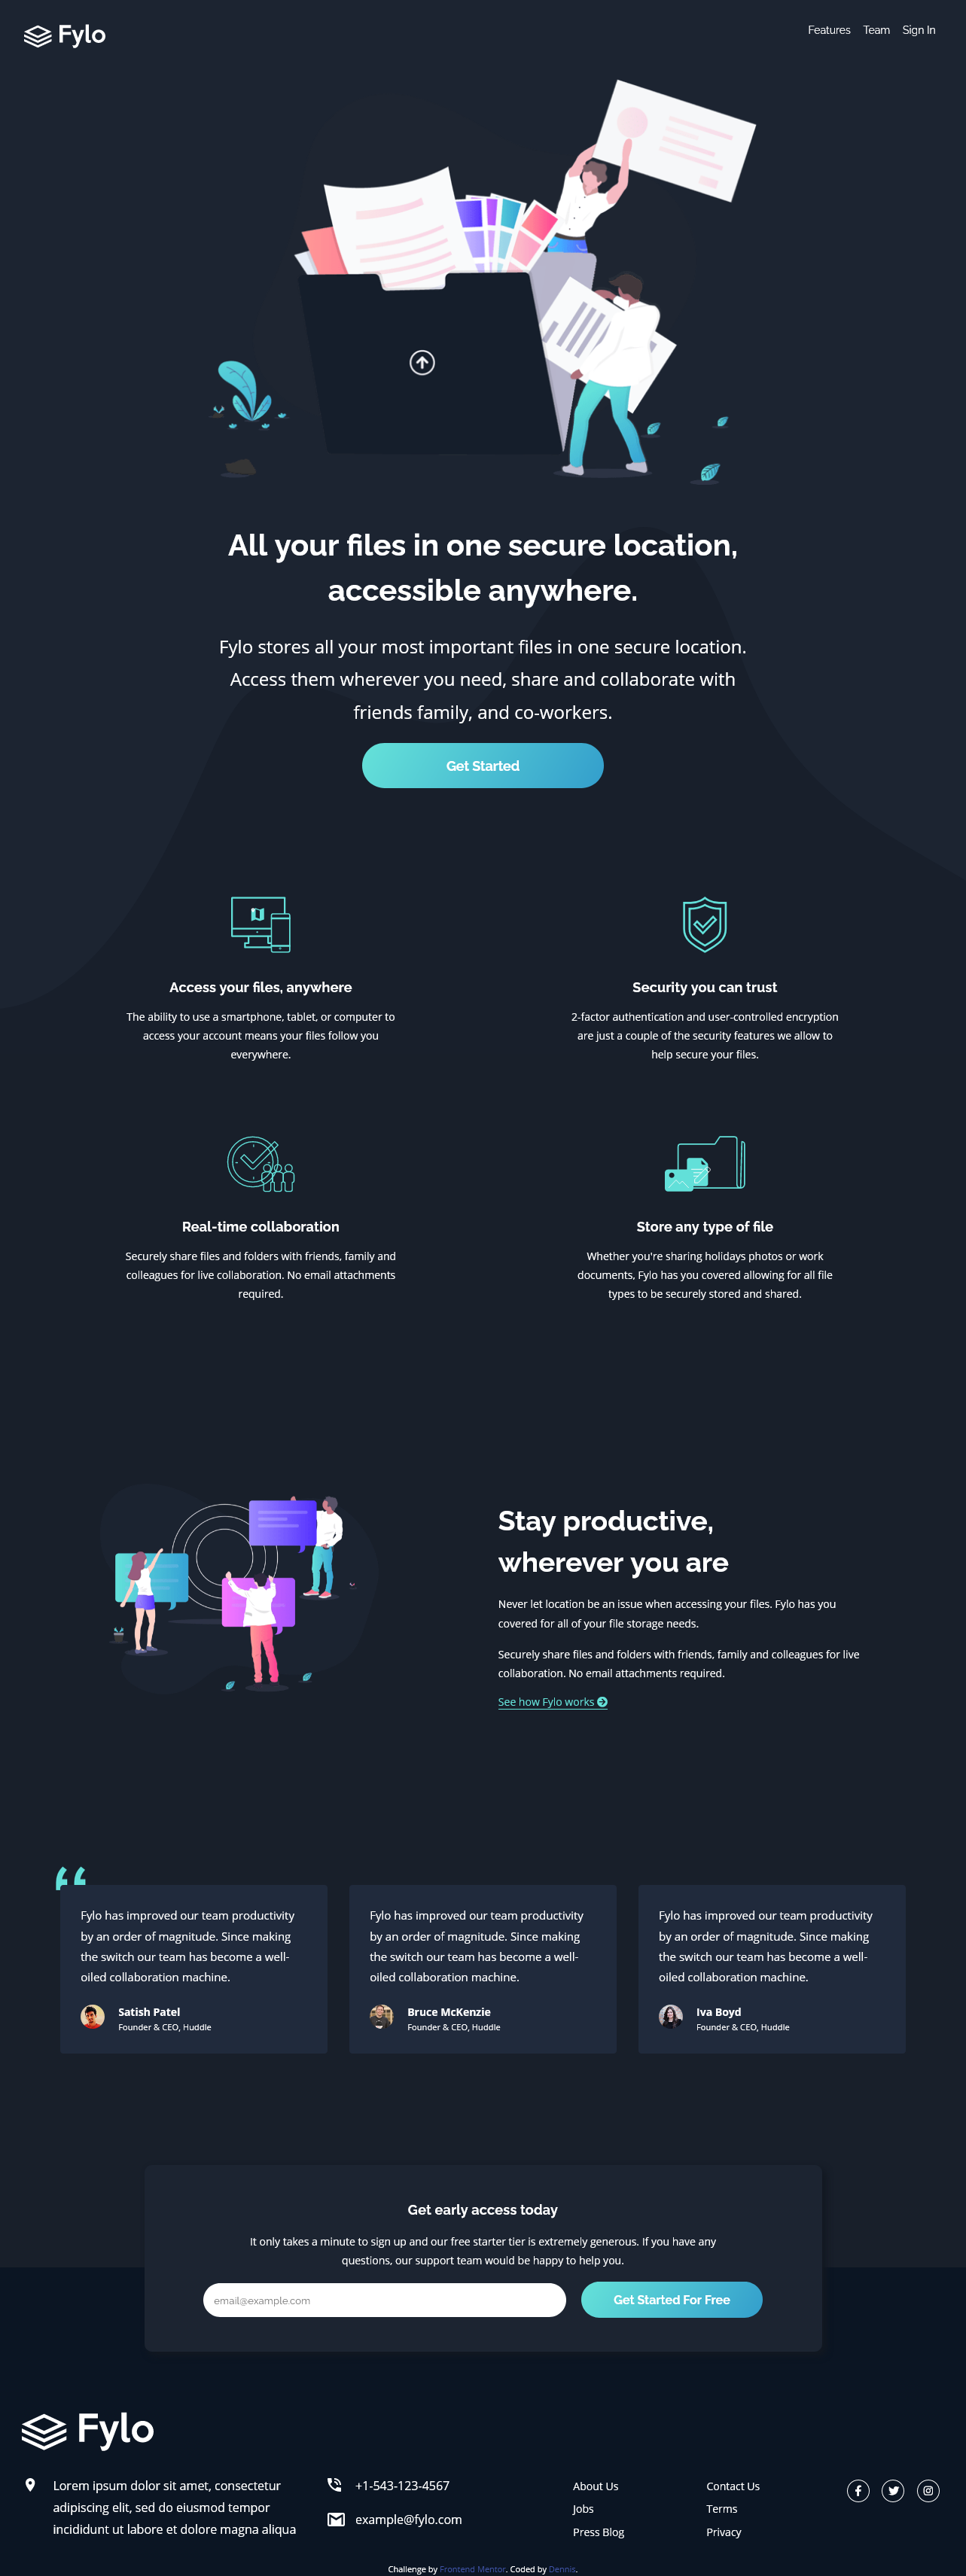 Fylo
Features Team Sign In
All your files in one secure location,
accessible anywhere.
Fylo stores all your most important files in one secure location.
Access them wherever you need, share and collaborate with
friends family, and co-workers.
Get Started
Access your files, anywhere
The ability to use a smartphone, tablet, or computer to
access your account means your files follow you
everywhere.
Security you can trust
2-factor authentication and user-controlled encryption
are just a couple of the security features we allow to
help secure your files.
Real-time collaboration
Securely share files and folders with friends, family and
colleagues for live collaboration. No email attachments
required.
Store any type of file
Whether you're sharing holidays photos or work
documents, Fylo has you covered allowing for all file
types to be securely stored and shared.
Stay productive,
wherever you are
Never let location be an issue when accessing your files. Fylo has you
covered for all of your file storage needs.
Securely share files and folders with friends, family and colleagues for live
collaboration. No email attachments required.
See how Fylo works
Fylo has improved our team productivity
by an order of magnitude. Since making
the switch our team has become a well-
oiled collaboration machine.
Satish Patel
Founder & CEO, Huddle
Fylo has improved our team productivity
by an order of magnitude. Since making
the switch our team has become a well-
oiled collaboration machine.
Bruce McKenzie
Founder & CEO, Huddle
Fylo has improved our team productivity
by an order of magnitude. Since making
the switch our team has become a well-
oiled collaboration machine.
Iva Boyd
Founder & CEO, Huddle
Get early access today
It only takes a minute to sign up and our free starter tier is extremely generous. If you have any
questions, our support team would be happy to help you.
email@example.com
Get Started For Free
Fylo
Lorem ipsum dolor sit amet, consectetur
adipiscing elit, sed do eiusmod tempor
incididunt ut labore et dolore magna aliqua
+1-543-123-4567
example@fylo.com
About Us
Jobs
Press Blog
Contact Us
Terms
Privacy
Challenge by Frontend Mentor. Coded by Dennis.